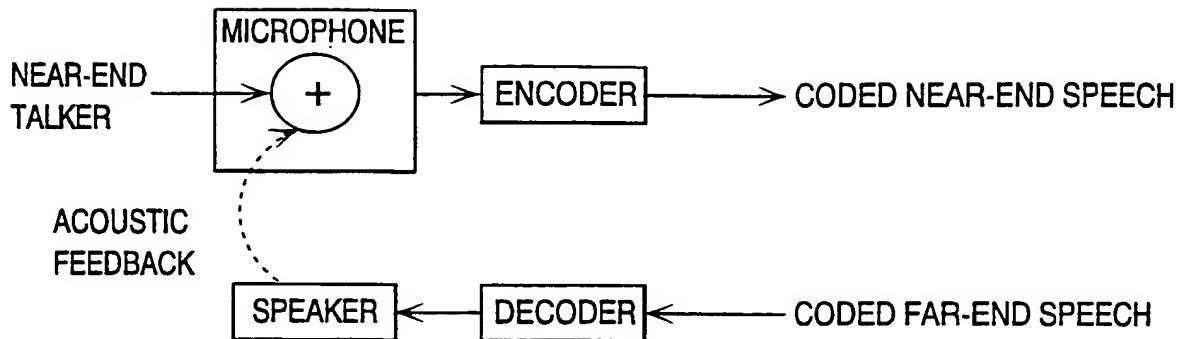 MICROPHONE
NEAR-END
TALKER
+
ENCODER
CODED NEAR-END SPEECH
ACOUSTIC
FEEDBACK
SPEAKER
DECODER
CODED FAR-END SPEECH